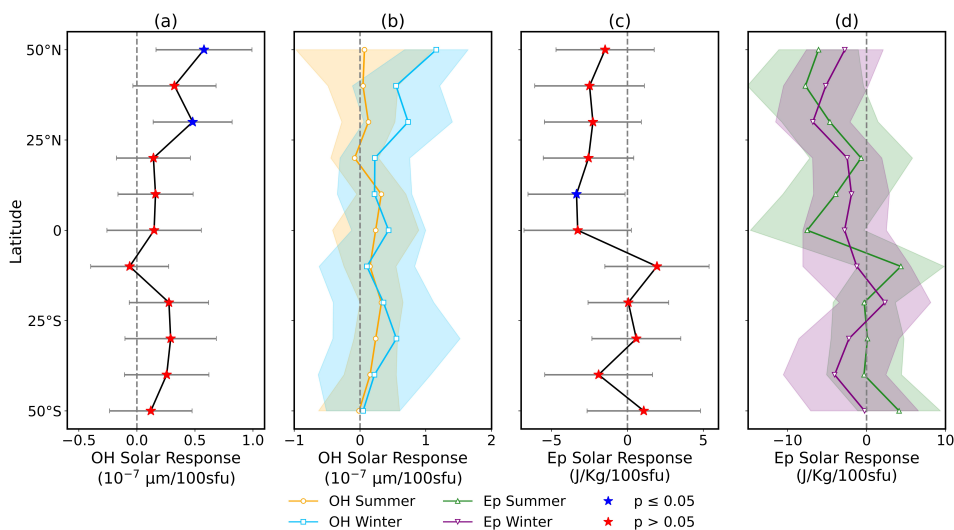 (a)
(b)
(c)
(d)
50°N
25°N
0
25°S
50°S
Latitude
−0.5 0.0 0.5 1.0
−1 0 1 2
−5 0 5
−10 0 10
OH Solar Response
(10⁻⁷ μm/100sfu)
OH Solar Response
(10⁻⁷ μm/100sfu)
Ep Solar Response
(J/Kg/100sfu)
Ep Solar Response
(J/Kg/100sfu)
OH Summer
OH Winter
Ep Summer
Ep Winter
p ≤ 0.05
p > 0.05